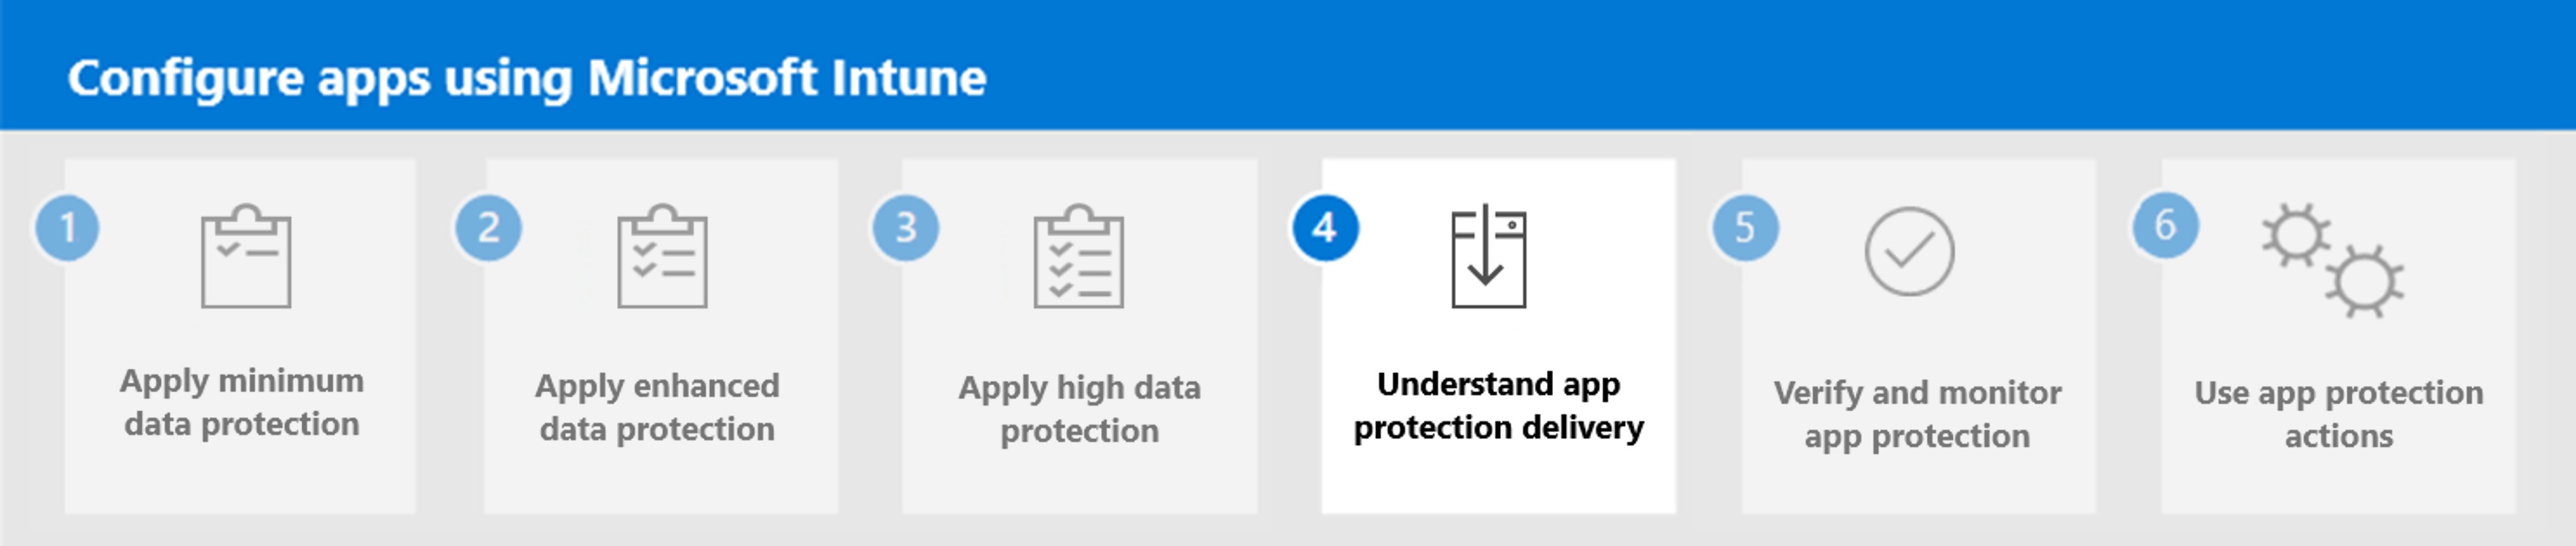 Configure apps using Microsoft Intune
1
Apply minimum
data protection
2
Apply enhanced
data protection
3
Apply high data
protection
4
Understand app
protection delivery
5
Verify and monitor
app protection
6
Use app protection
actions